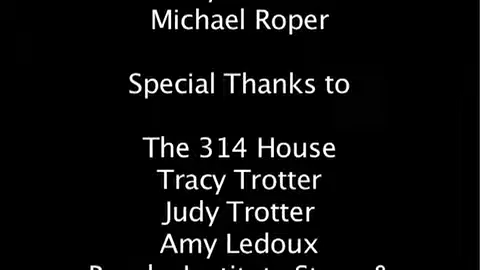 Michael Roper
Special Thanks to
The 314 House
Tracy Trotter
Judy Trotter
Amy Ledoux